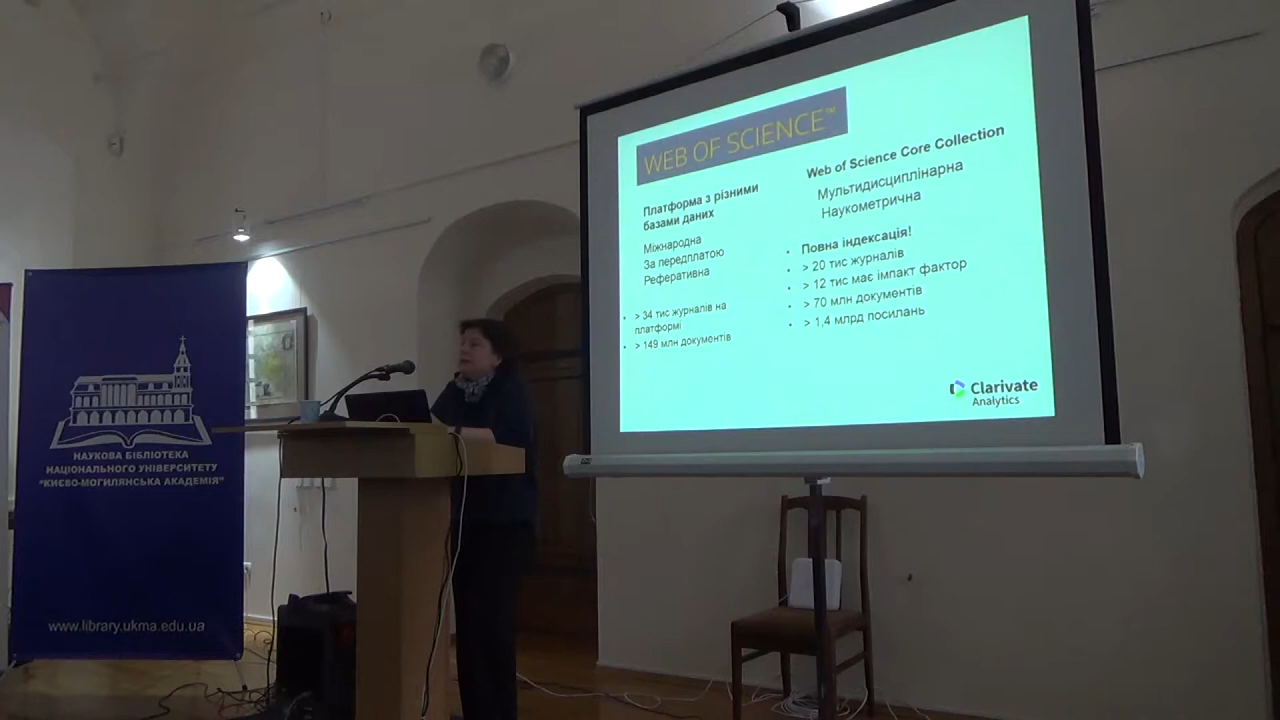 НАУКОВА БІБЛІОТЕКА
НАЦІОНАЛЬНОГО УНІВЕРСИТЕТУ
"КИЄВО-МОГИЛЯНСЬКА АКАДЕМІЯ"
www.library.ukma.edu.ua
WEB OF SCIENCE™
Платформа з різними
базами даних
Міжнародна
За передплатою
Реферативна
• > 34 тис журналів на
платформі
• > 149 млн документів
Web of Science Core Collection
Мультидисциплінарна
Наукометрична
• Повна індексація!
• > 20 тис журналів
• > 12 тис має імпакт фактор
• > 70 млн документів
• > 1,4 млрд посилань
Clarivate
Analytics